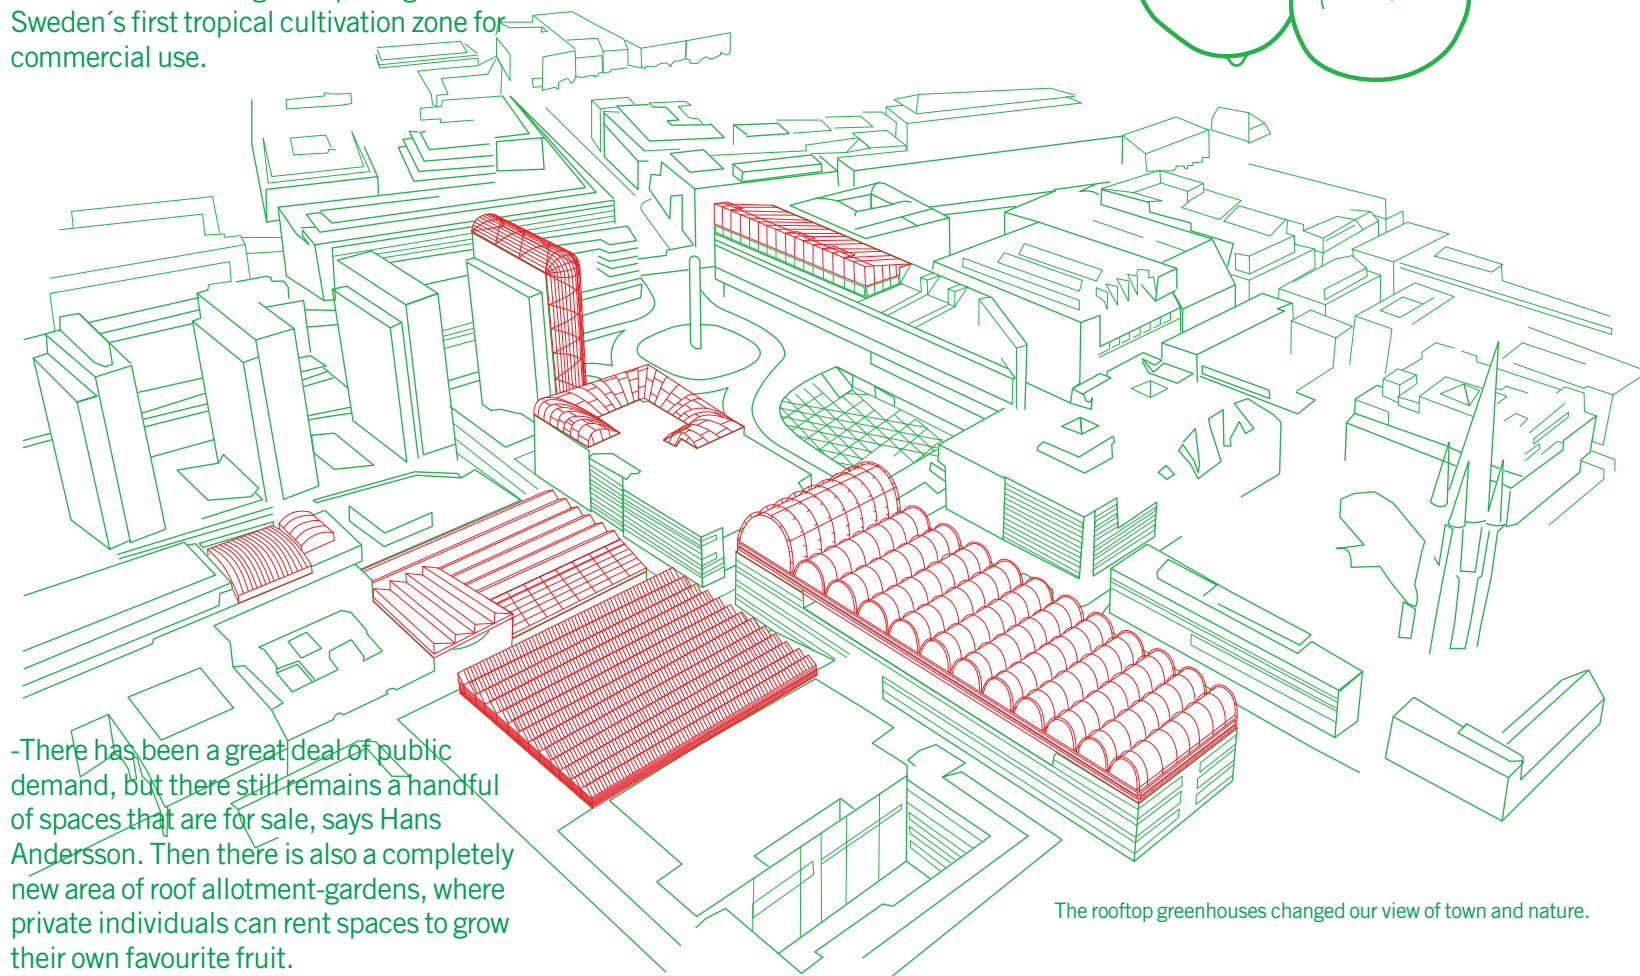 Sweden´s first tropical cultivation zone for
commercial use.
-There has been a great deal of public
demand, but there still remains a handful
of spaces that are for sale, says Hans
Andersson. Then there is also a completely
new area of roof allotment-gardens, where
private individuals can rent spaces to grow
their own favourite fruit.
The rooftop greenhouses changed our view of town and nature.